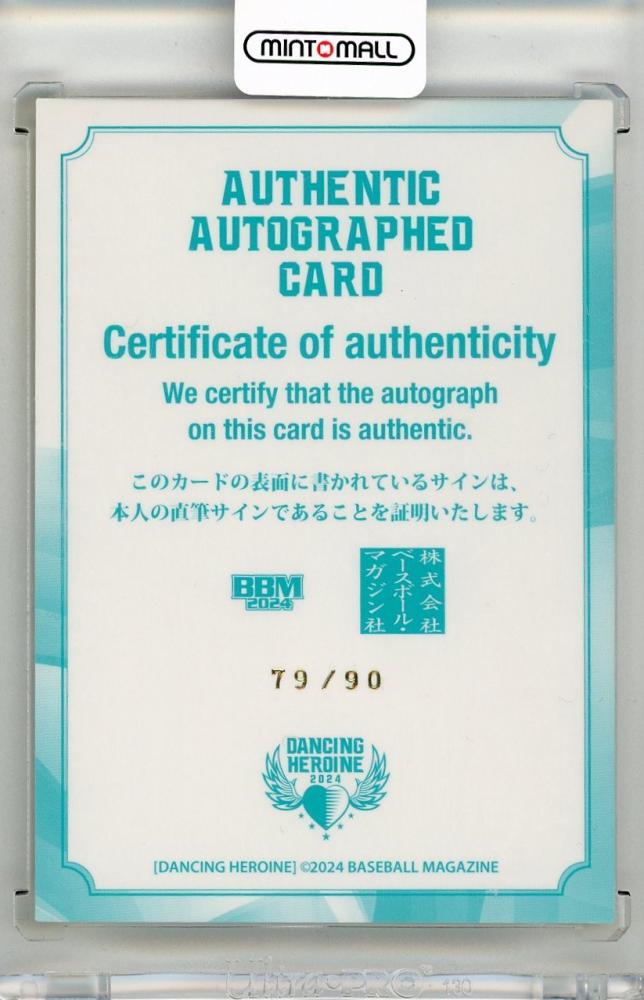 MINT MALL
AUTHENTIC
AUTOGRAPHED
CARD
Certificate of authenticity
We certify that the autograph
on this card is authentic.
このカードの表面に書かれているサインは、
本人の直筆サインであることを証明いたします。
BBM
2024
株式会社
ベースボール・
マガジン社
79/90
DANCING
HEROINE
2024
[DANCING HEROINE] ©2024 BASEBALL MAGAZINE
Ultra PRO® 130